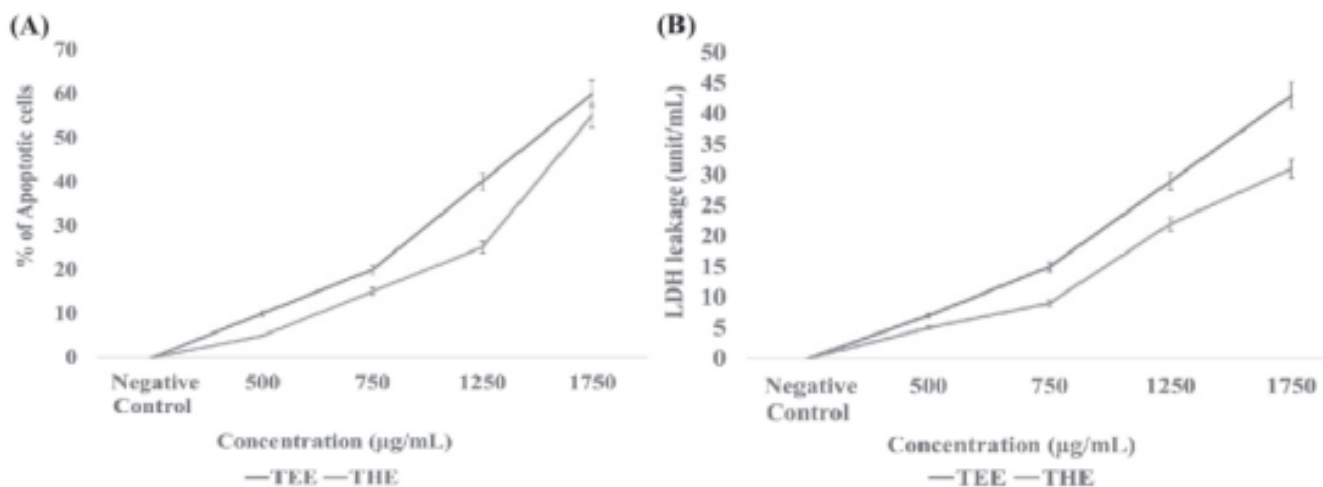 (A)
% of Apoptotic cells
70
60
50
40
30
20
10
0
Negative Control 500 750 1250 1750
Concentration (µg/mL)
TEE THE
(B)
LDH leakage (unit/mL)
50
45
40
35
30
25
20
15
10
5
0
Negative Control 500 750 1250 1750
Concentration (µg/mL)
TEE THE